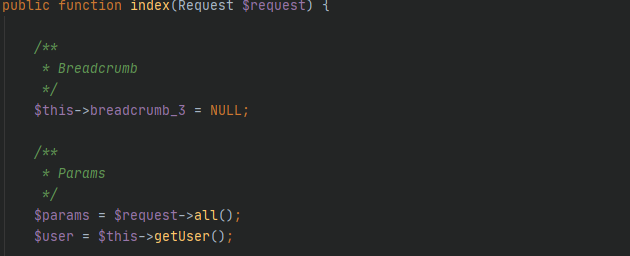 public function index(Request $request) {
/**
* Breadcrumb
*/
$this->breadcrumb_3 = NULL;
/**
* Params
*/
$params = $request->all();
$user = $this->getUser();